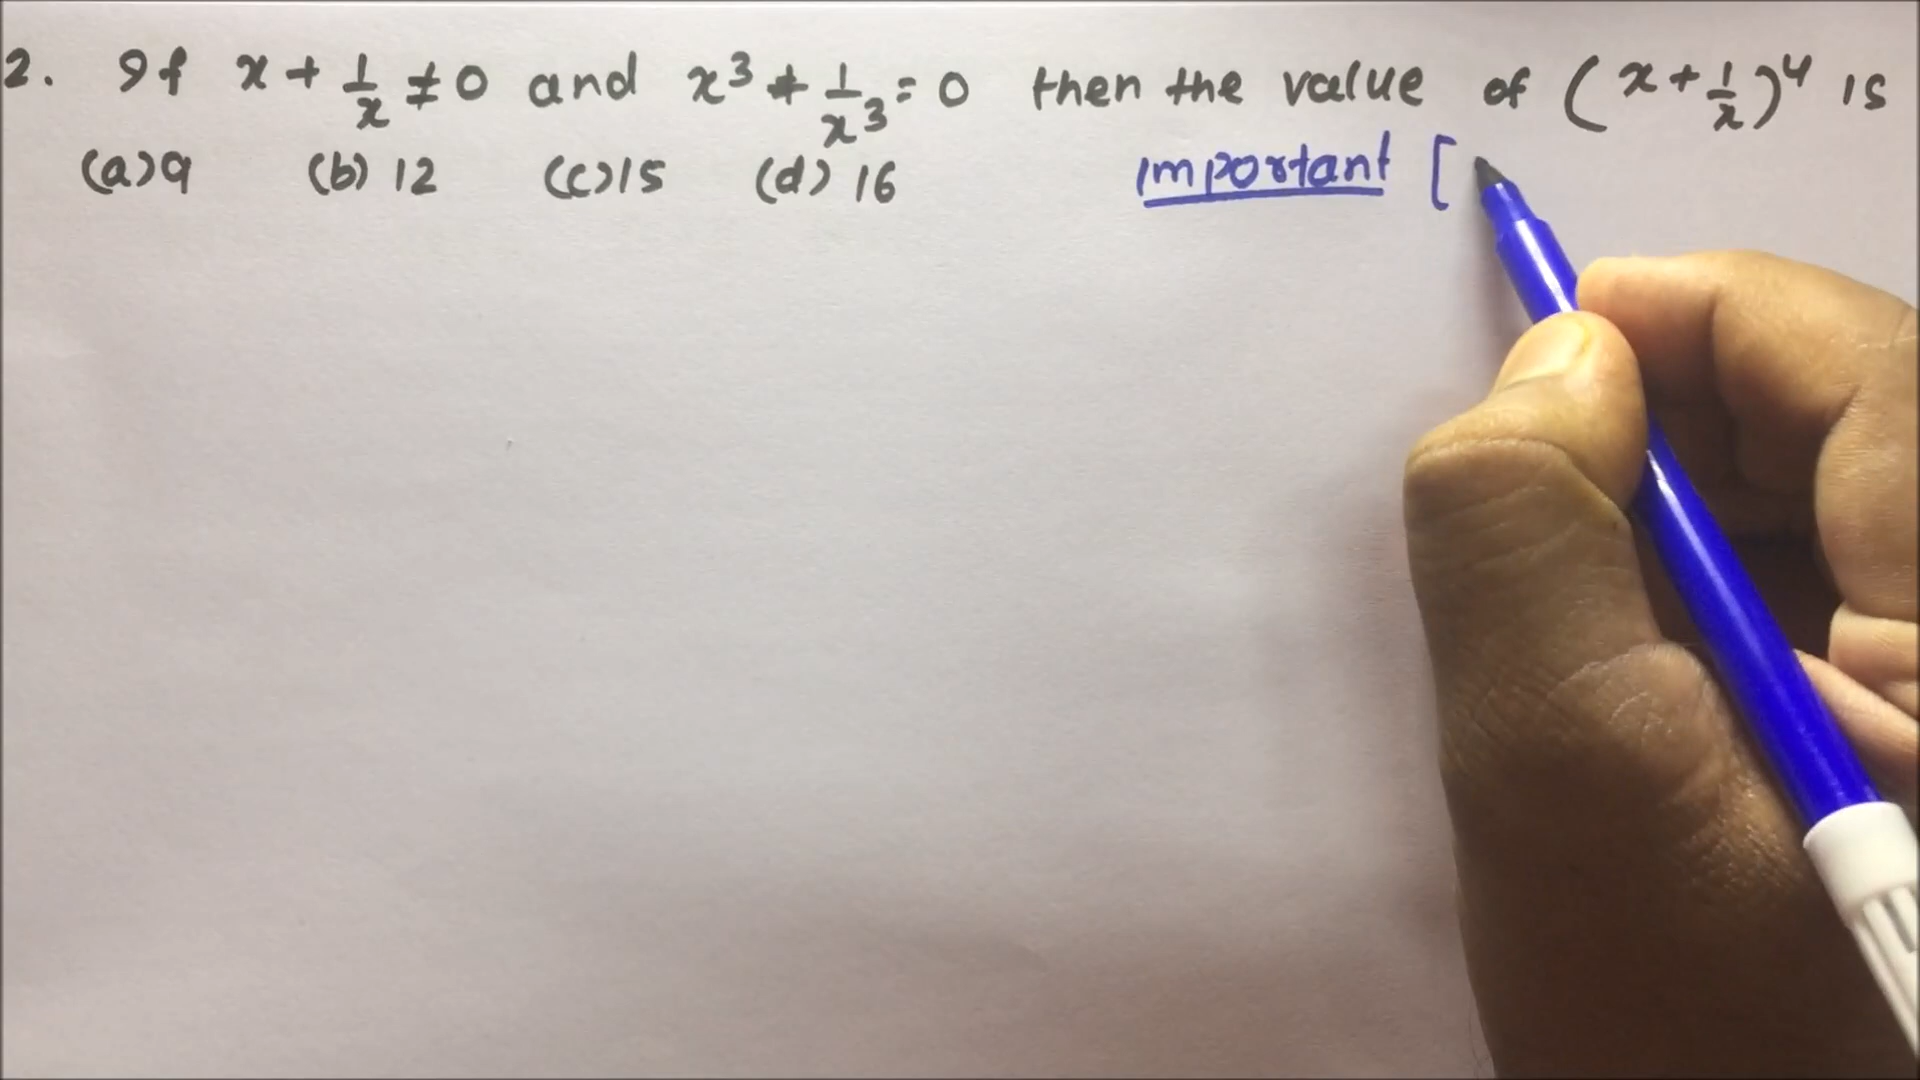 2. If x + 1/x ≠ 0 and x³ + 1/x³ = 0 then the value of (x + 1/x)⁴ is
(a) 9 (b) 12 (c) 15 (d) 16 important [